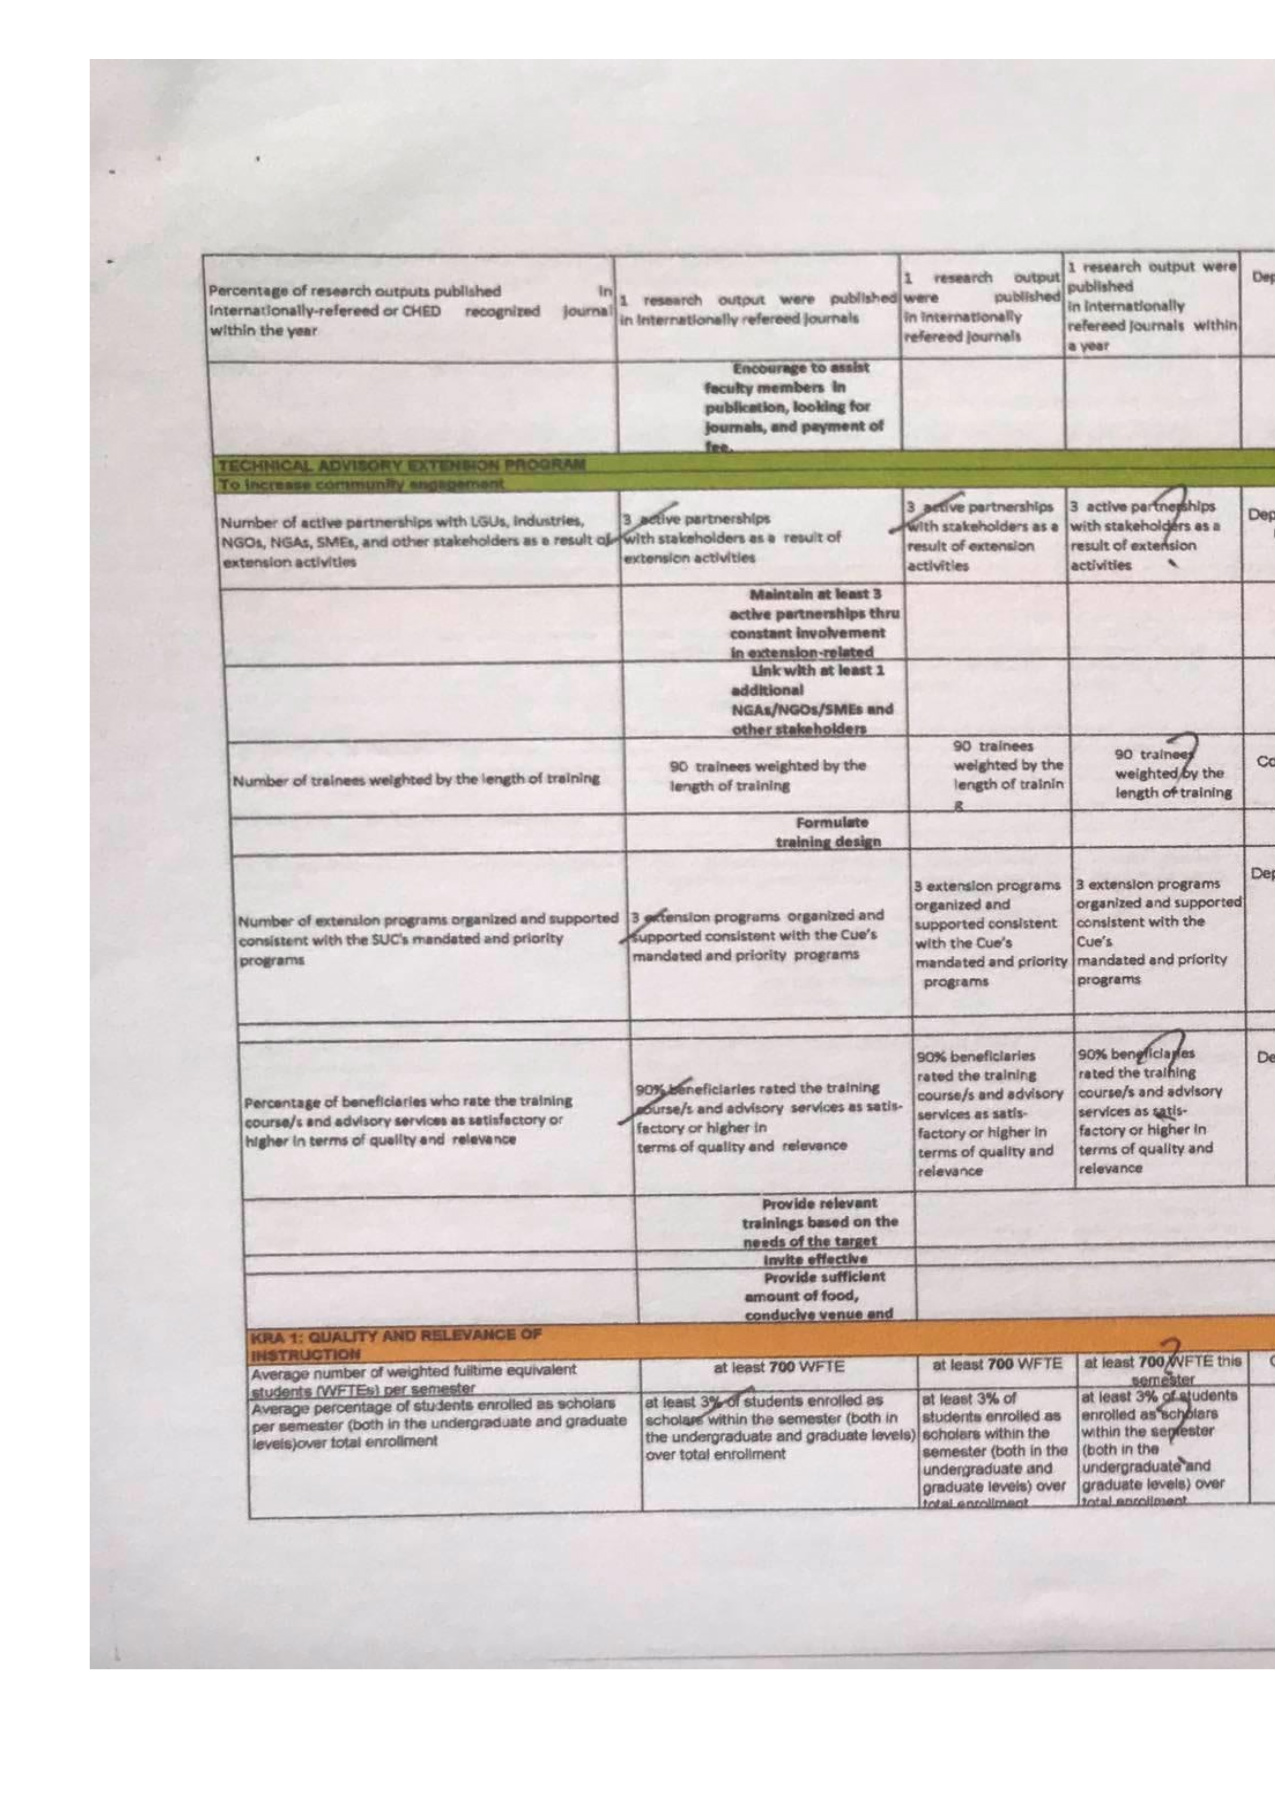 Percentage of research outputs published in
Internationally-refereed or CHED recognized journal
within the year
1 research output were published
in Internationally refereed journals
1 research output
were published
in Internationally
refereed journals
1 research output were
published
in Internationally
refereed journals within
a year
Dep
Encourage to assist
faculty members in
publication, looking for
journals, and payment of
fee.
TECHNICAL ADVISORY EXTENSION PROGRAM
To increase community engagement
Number of active partnerships with LGUs, industries,
NGOs, NGAs, SMEs, and other stakeholders as a result of
extension activities
3 active partnerships
with stakeholders as a result of
extension activities
3 active partnerships
with stakeholders as a
result of extension
activities
3 active partnerships
with stakeholders as a
result of extension
activities
Dep
Maintain at least 3
active partnerships thru
constant involvement
in extension-related
Link with at least 1
additional
NGAs/NGOs/SMEs and
other stakeholders
Number of trainees weighted by the length of training
90 trainees weighted by the
length of training
90 trainees
weighted by the
length of trainin
g
90 trainees
weighted by the
length of training
Co
Formulate
training design
Number of extension programs organized and supported
consistent with the SUC's mandated and priority
programs
3 extension programs organized and
supported consistent with the Cue's
mandated and priority programs
3 extension programs
organized and
supported consistent
with the Cue's
mandated and priority
programs
3 extension programs
organized and supported
consistent with the
Cue's
mandated and priority
programs
Dep
Percentage of beneficiaries who rate the training
course/s and advisory services as satisfactory or
higher in terms of quality and relevance
90% beneficiaries rated the training
course/s and advisory services as satis-
factory or higher in
terms of quality and relevance
90% beneficiaries
rated the training
course/s and advisory
services as satis-
factory or higher in
terms of quality and
relevance
90% beneficiaries
rated the training
course/s and advisory
services as satis-
factory or higher in
terms of quality and
relevance
De
Provide relevant
trainings based on the
needs of the target
Invite effective
Provide sufficient
amount of food,
conducive venue and
KRA 1: QUALITY AND RELEVANCE OF
INSTRUCTION
Average number of weighted fulltime equivalent
students (WFTEs) per semester
at least 700 WFTE
at least 700 WFTE
at least 700 WFTE this
semester
Average percentage of students enrolled as scholars
per semester (both in the undergraduate and graduate
levels)over total enrollment
at least 3% of students enrolled as
scholars within the semester (both in
the undergraduate and graduate levels)
over total enrollment
at least 3% of
students enrolled as
scholars within the
semester (both in the
undergraduate and
graduate levels) over
total enrollment
at least 3% of students
enrolled as scholars
within the semester
(both in the
undergraduate and
graduate levels) over
total enrollment